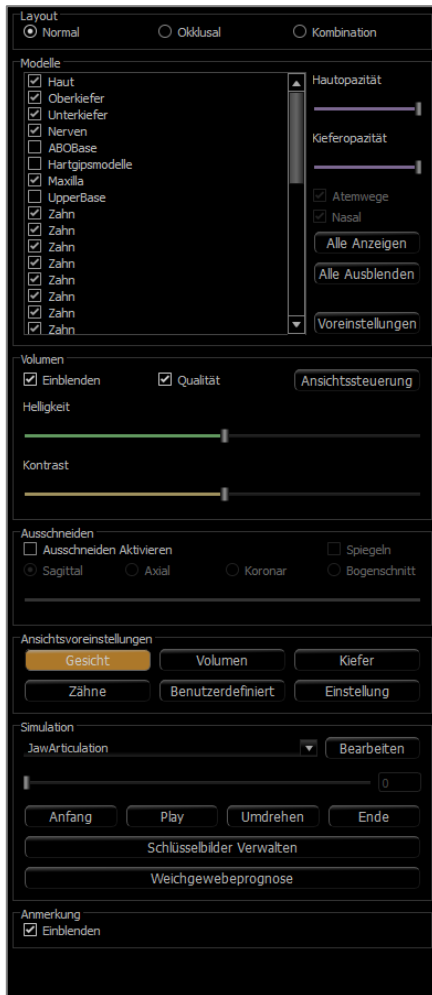 Layout
Normal Okklusal Kombination
Modelle
Haut
Oberkiefer
Unterkiefer
Nerven
ABOBase
Hartgipsmodelle
Maxilla
UpperBase
Zahn
Zahn
Zahn
Zahn
Zahn
Zahn
Zahn
Zahn
Hautopazität
Kieferopazität
Atemwege
Nasal
Alle Anzeigen
Alle Ausblenden
Voreinstellungen
Volumen
Einblenden Qualität Ansichtssteuerung
Helligkeit
Kontrast
Ausschneiden
Ausschneiden Aktivieren Spiegeln
Sagittal Axial Koronar Bogenschnitt
Ansichtsvoreinstellungen
Gesicht Volumen Kiefer
Zähne Benutzerdefiniert Einstellung
Simulation
JawArticulation Bearbeiten
0
Anfang Play Umdrehen Ende
Schlüsselbilder Verwalten
Weichgewebeprognose
Anmerkung
Einblenden